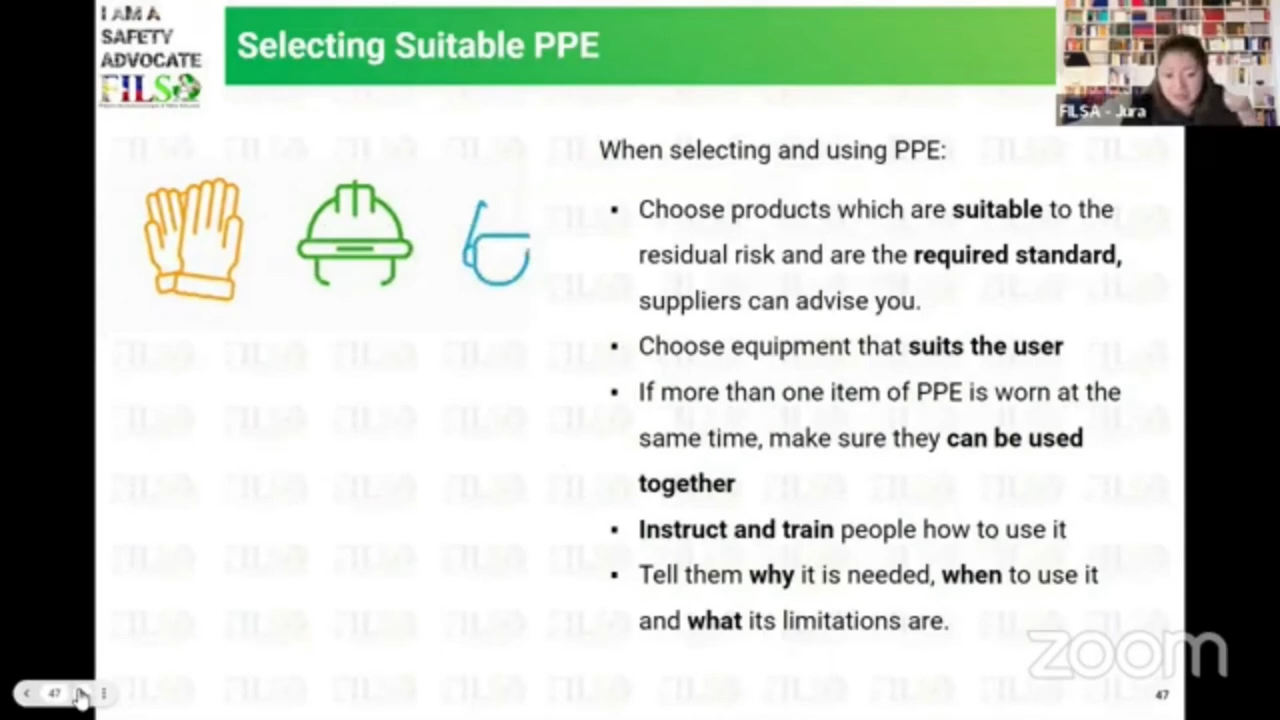 I AM A
SAFETY
ADVOCATE
FILSA
Selecting Suitable PPE
FILSA - Jura
When selecting and using PPE:
▪ Choose products which are suitable to the
residual risk and are the required standard,
suppliers can advise you.
▪ Choose equipment that suits the user
▪ If more than one item of PPE is worn at the
same time, make sure they can be used
together
▪ Instruct and train people how to use it
▪ Tell them why it is needed, when to use it
and what its limitations are.
zoom
47
47